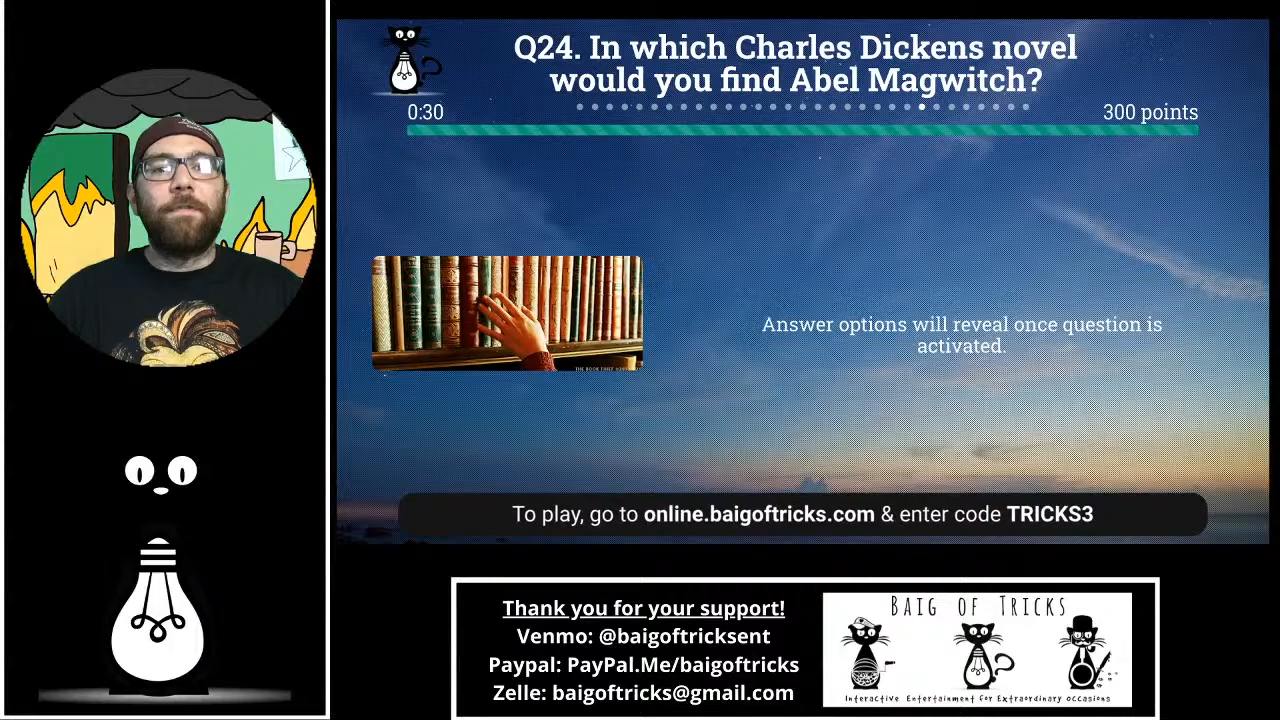 Q24. In which Charles Dickens novel
would you find Abel Magwitch?
0:30
300 points
Answer options will reveal once question is
activated.
To play, go to online.baigoftricks.com & enter code TRICKS3
Thank you for your support!
Venmo: @baigoftricksent
Paypal: PayPal.Me/baigoftricks
Zelle: baigoftricks@gmail.com
BAIG OF TRICKS
Interactive Entertainment for Extraordinary occasions